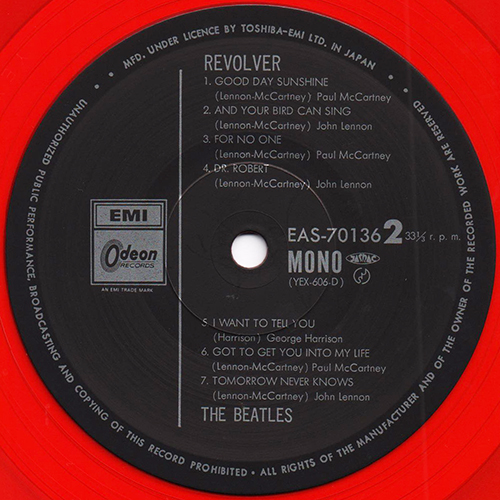 MFD. UNDER LICENCE BY TOSHIBA-EMI LTD. IN JAPAN
REVOLVER
1. GOOD DAY SUNSHINE
(Lennon-McCartney) Paul McCartney
2. AND YOUR BIRD CAN SING
(Lennon-McCartney) John Lennon
3. FOR NO ONE
(Lennon-McCartney) Paul McCartney
4. DR. ROBERT
(Lennon-McCartney) John Lennon
EMI
Odeon
RECORDS
AN EMI TRADE MARK
EAS-70136 2 33⅓ r. p. m.
MONO
(YEX-606-D)
5. I WANT TO TELL YOU
(Harrison) George Harrison
6. GOT TO GET YOU INTO MY LIFE
(Lennon-McCartney) Paul McCartney
7. TOMORROW NEVER KNOWS
(Lennon-McCartney) John Lennon
THE BEATLES
UNAUTHORIZED PUBLIC PERFORMANCE, BROADCASTING AND COPYING OF THIS RECORD PROHIBITED • ALL RIGHTS OF THE MANUFACTURER AND OF THE OWNER OF THE RECORDED WORK ARE RESERVED